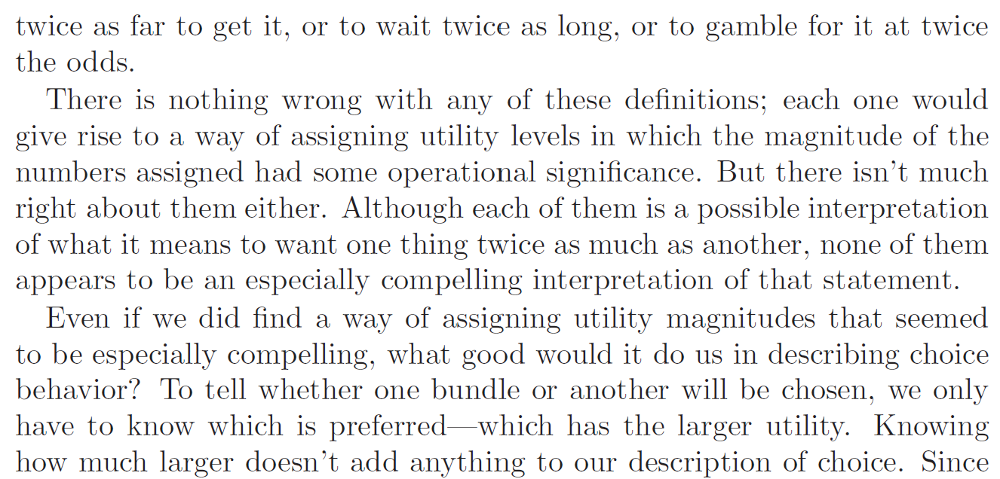 twice as far to get it, or to wait twice as long, or to gamble for it at twice
the odds.
There is nothing wrong with any of these definitions; each one would
give rise to a way of assigning utility levels in which the magnitude of the
numbers assigned had some operational significance. But there isn't much
right about them either. Although each of them is a possible interpretation
of what it means to want one thing twice as much as another, none of them
appears to be an especially compelling interpretation of that statement.
Even if we did find a way of assigning utility magnitudes that seemed
to be especially compelling, what good would it do us in describing choice
behavior? To tell whether one bundle or another will be chosen, we only
have to know which is preferred—which has the larger utility. Knowing
how much larger doesn't add anything to our description of choice. Since